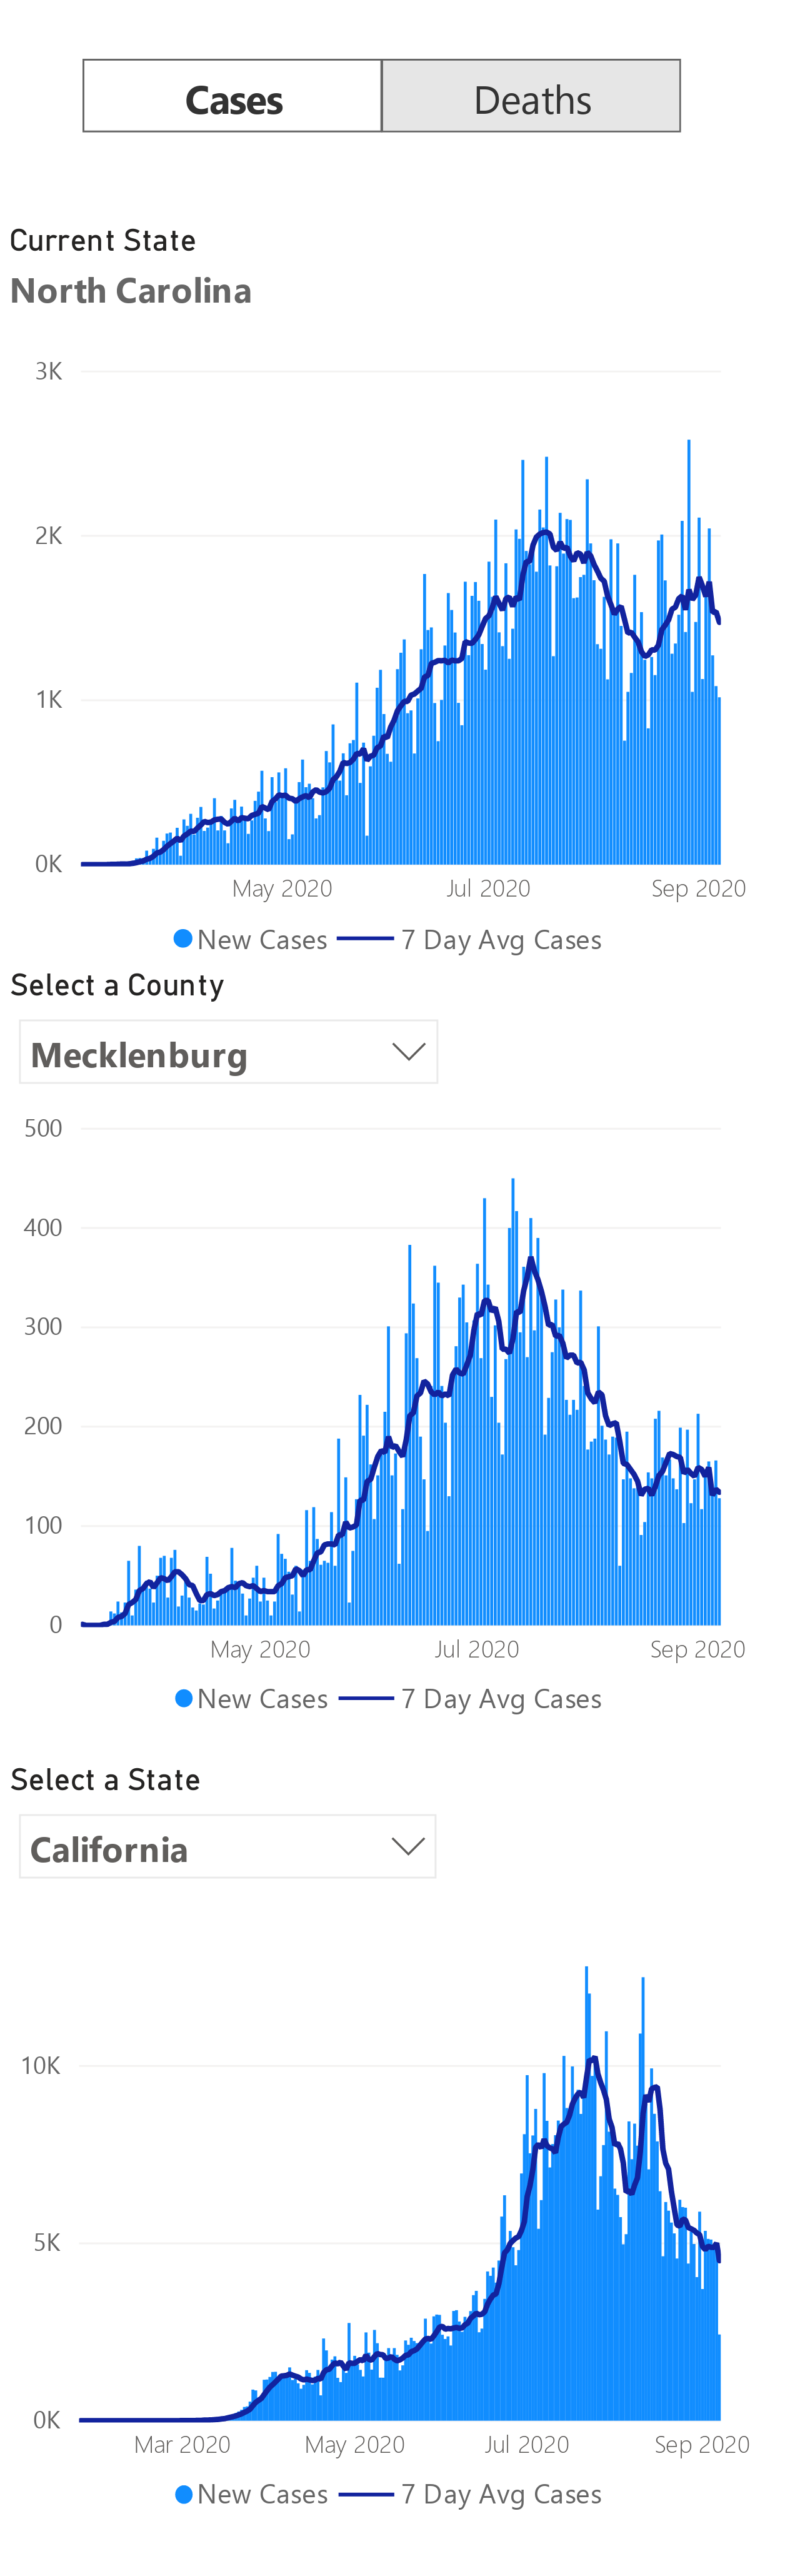 Cases Deaths
Current State
North Carolina
3K
2K
1K
0K
May 2020 Jul 2020 Sep 2020
New Cases 7 Day Avg Cases
Select a County
Mecklenburg
500
400
300
200
100
0
May 2020 Jul 2020 Sep 2020
New Cases 7 Day Avg Cases
Select a State
California
10K
5K
0K
Mar 2020 May 2020 Jul 2020 Sep 2020
New Cases 7 Day Avg Cases